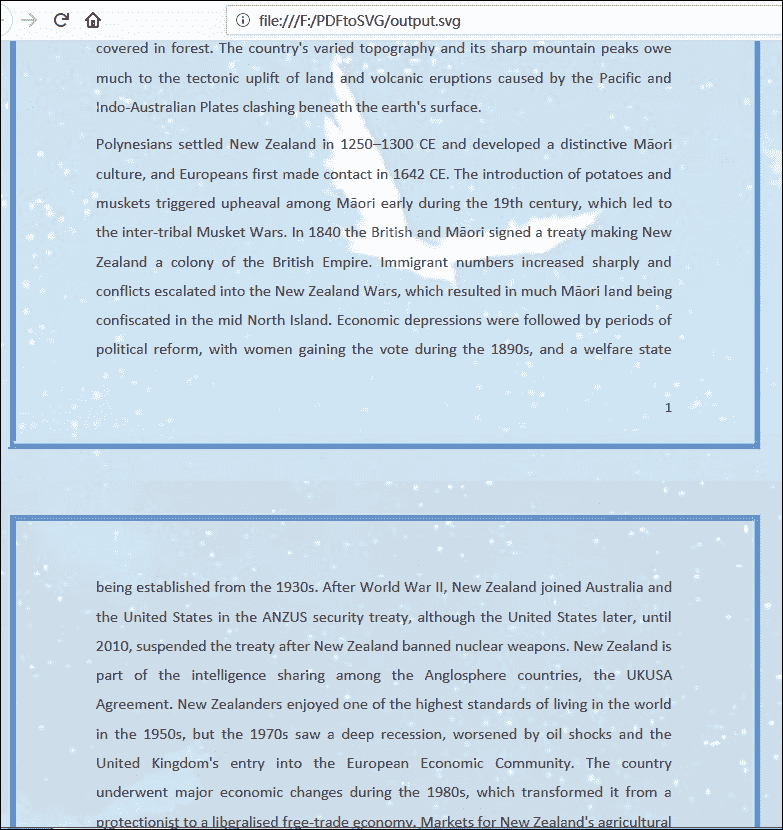 file:///F:/PDFtoSVG/output.svg
covered in forest. The country's varied topography and its sharp mountain peaks owe
much to the tectonic uplift of land and volcanic eruptions caused by the Pacific and
Indo-Australian Plates clashing beneath the earth's surface.
Polynesians settled New Zealand in 1250–1300 CE and developed a distinctive Māori
culture, and Europeans first made contact in 1642 CE. The introduction of potatoes and
muskets triggered upheaval among Māori early during the 19th century, which led to
the inter-tribal Musket Wars. In 1840 the British and Māori signed a treaty making New
Zealand a colony of the British Empire. Immigrant numbers increased sharply and
conflicts escalated into the New Zealand Wars, which resulted in much Māori land being
confiscated in the mid North Island. Economic depressions were followed by periods of
political reform, with women gaining the vote during the 1890s, and a welfare state
1
being established from the 1930s. After World War II, New Zealand joined Australia and
the United States in the ANZUS security treaty, although the United States later, until
2010, suspended the treaty after New Zealand banned nuclear weapons. New Zealand is
part of the intelligence sharing among the Anglosphere countries, the UKUSA
Agreement. New Zealanders enjoyed one of the highest standards of living in the world
in the 1950s, but the 1970s saw a deep recession, worsened by oil shocks and the
United Kingdom's entry into the European Economic Community. The country
underwent major economic changes during the 1980s, which transformed it from a
protectionist to a liberalised free-trade economy. Markets for New Zealand's agricultural